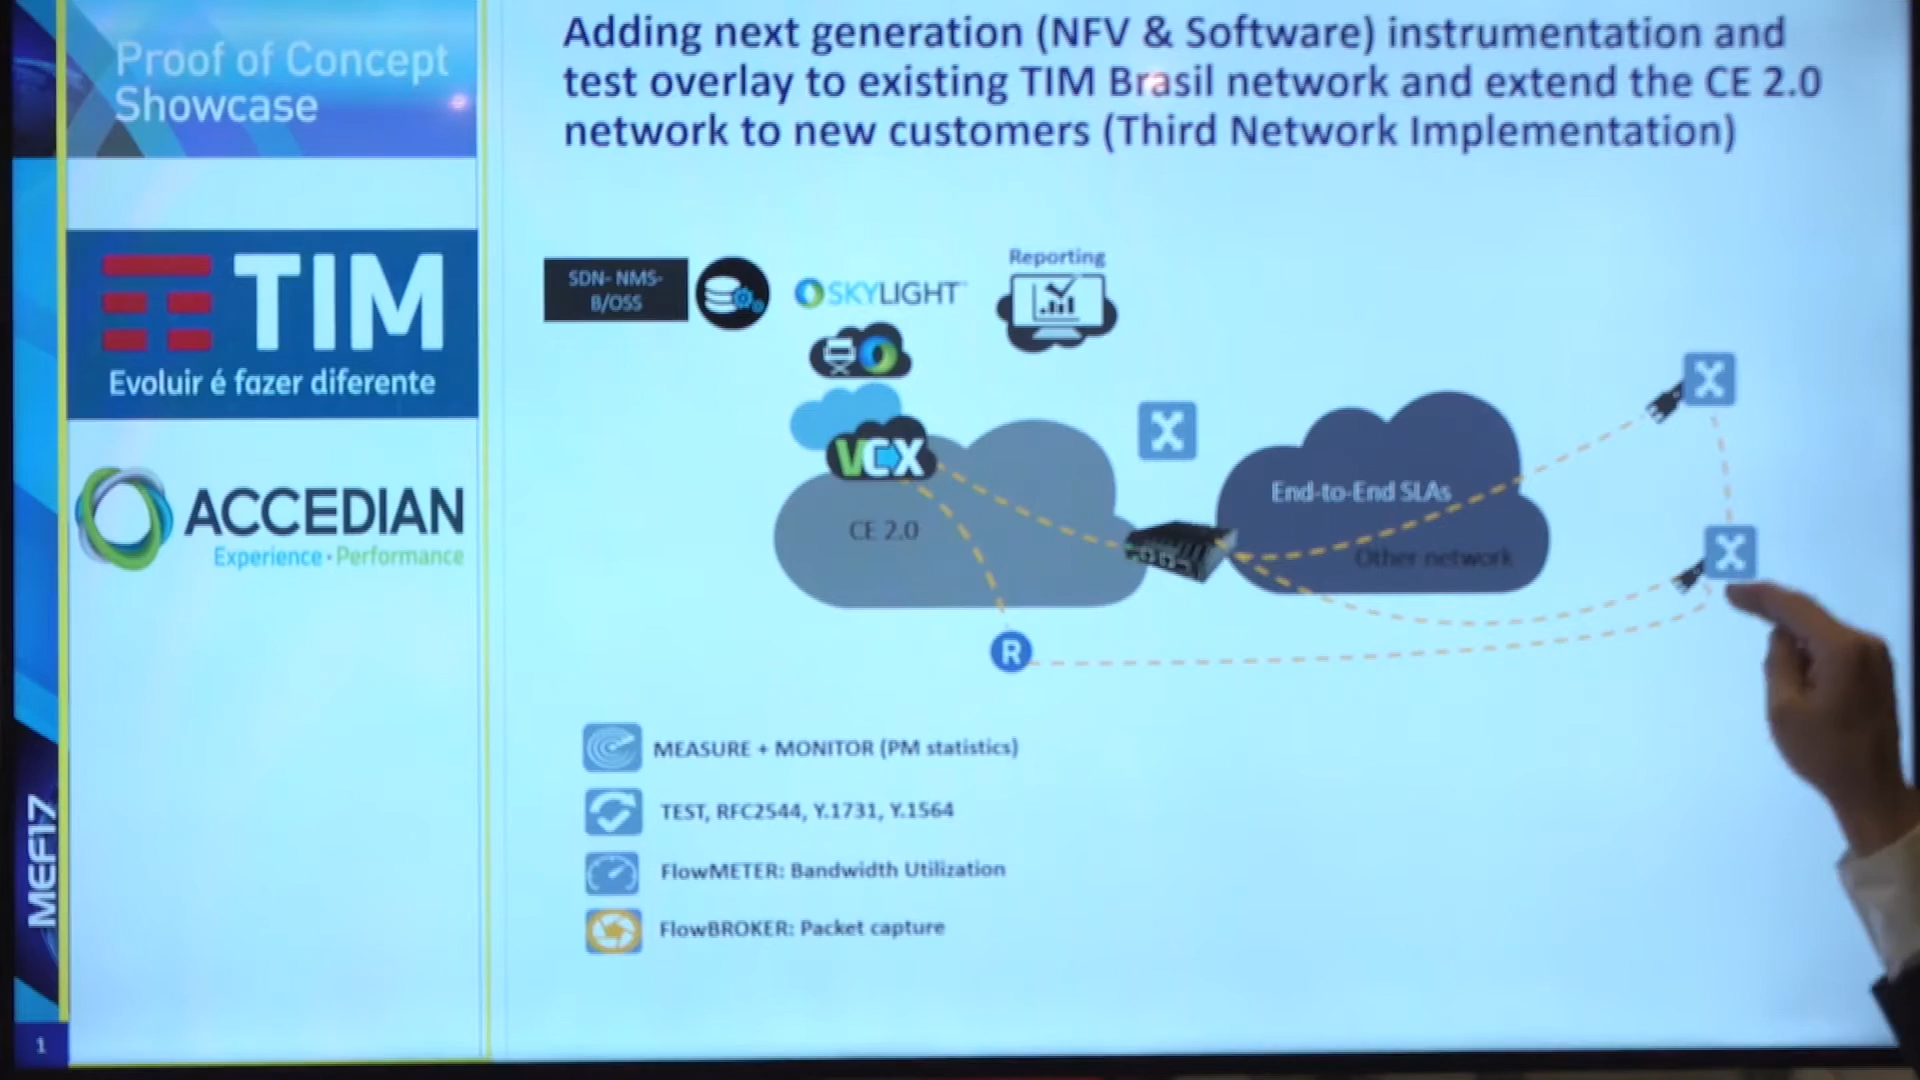 Proof of Concept
Showcase
TIM
Evoluir é fazer diferente
ACCEDIAN
Experience · Performance
MEF17
1
Adding next generation (NFV & Software) instrumentation and
test overlay to existing TIM Brasil network and extend the CE 2.0
network to new customers (Third Network Implementation)
SDN- NMS-
B/OSS
SKYLIGHT
Reporting
VCX
CE 2.0
End-to-End SLAs
Other network
R
MEASURE + MONITOR (PM statistics)
TEST, RFC2544, Y.1731, Y.1564
FlowMETER: Bandwidth Utilization
FlowBROKER: Packet capture